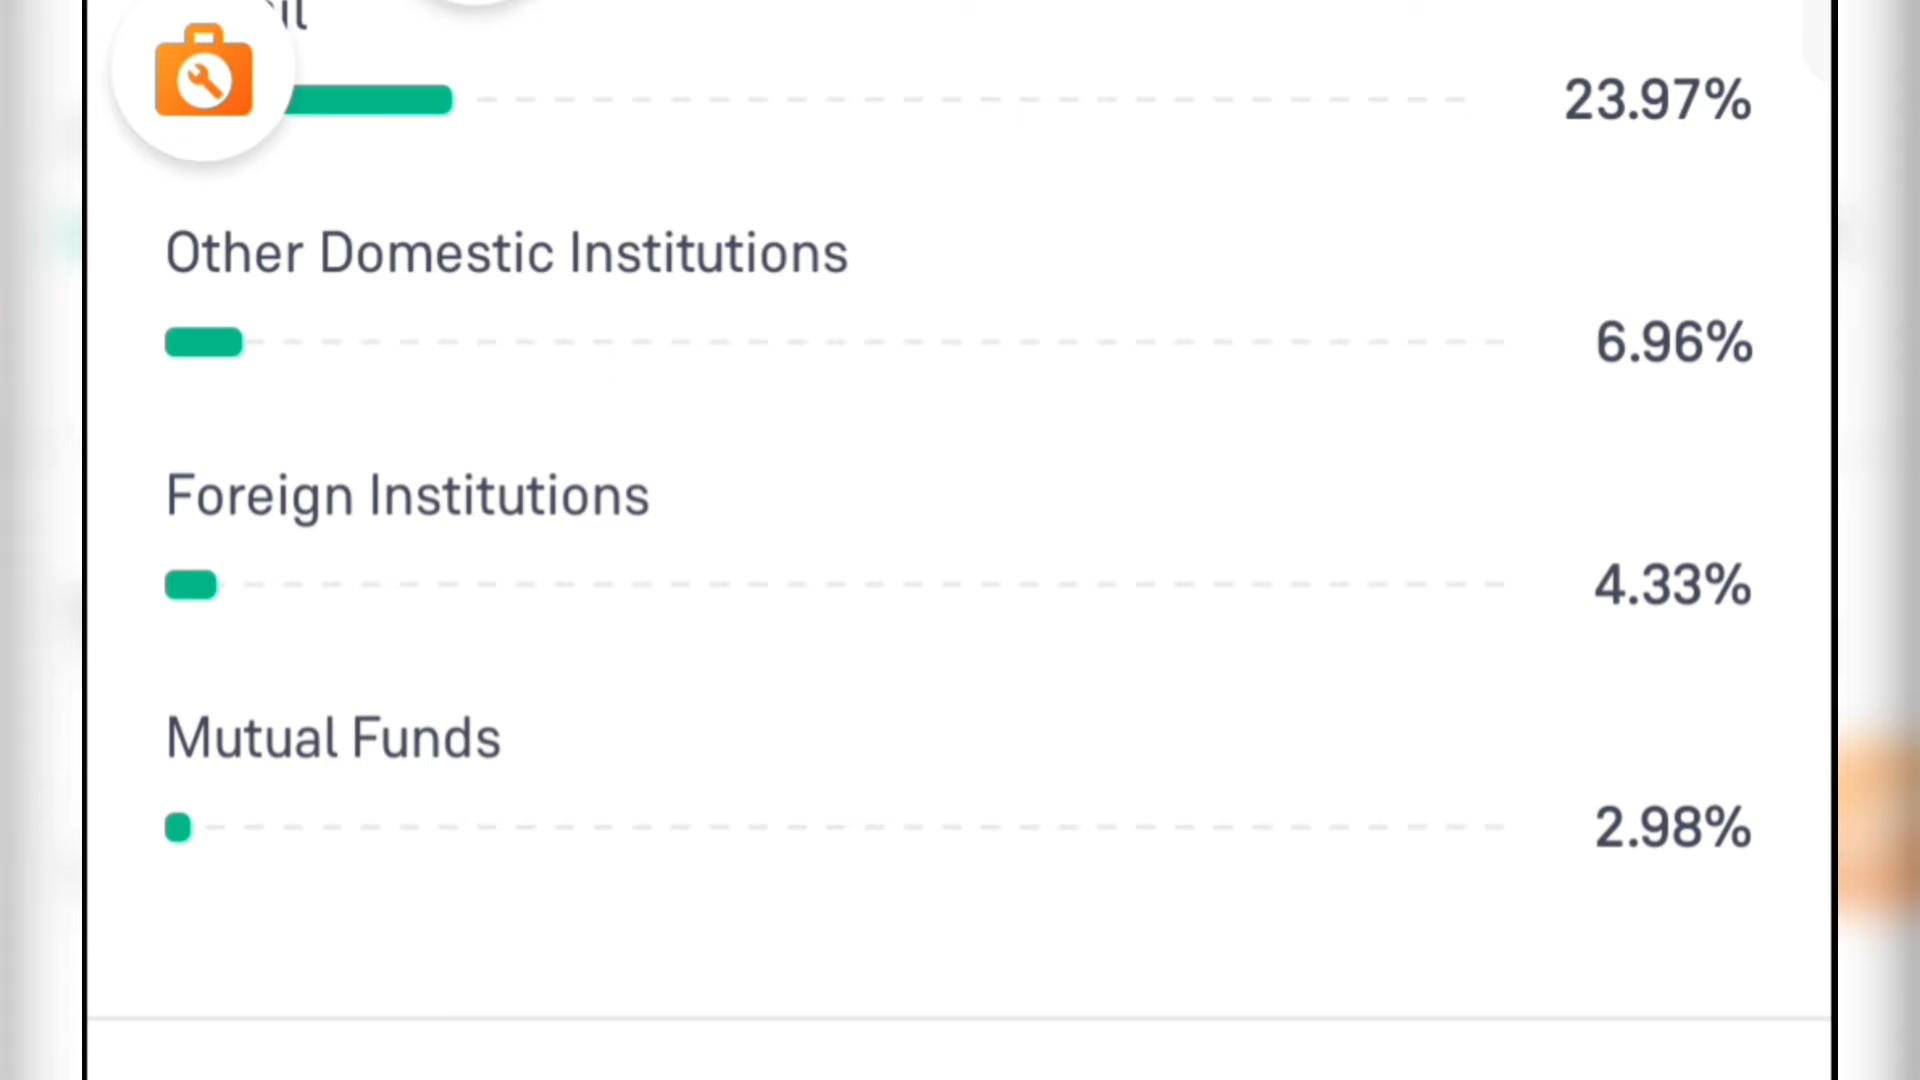 23.97%
Other Domestic Institutions
6.96%
Foreign Institutions
4.33%
Mutual Funds
2.98%